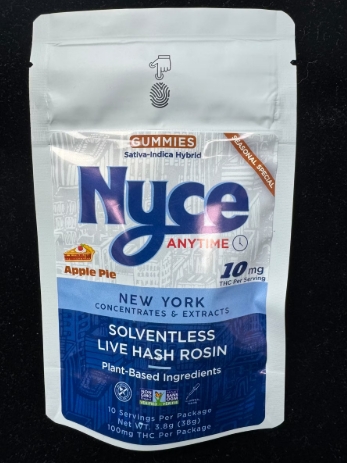 GUMMIES
Sativa-Indica Hybrid
SEASONAL SPECIAL
Nyce
ANYTIME
Apple Pie
10 mg
THC Per Serving
NEW YORK
CONCENTRATES & EXTRACTS
SOLVENTLESS
LIVE HASH ROSIN
Plant-Based Ingredients
NON
GMO
10 Servings Per Package
Net WT. 3.8g (38g)
100mg THC Per Package